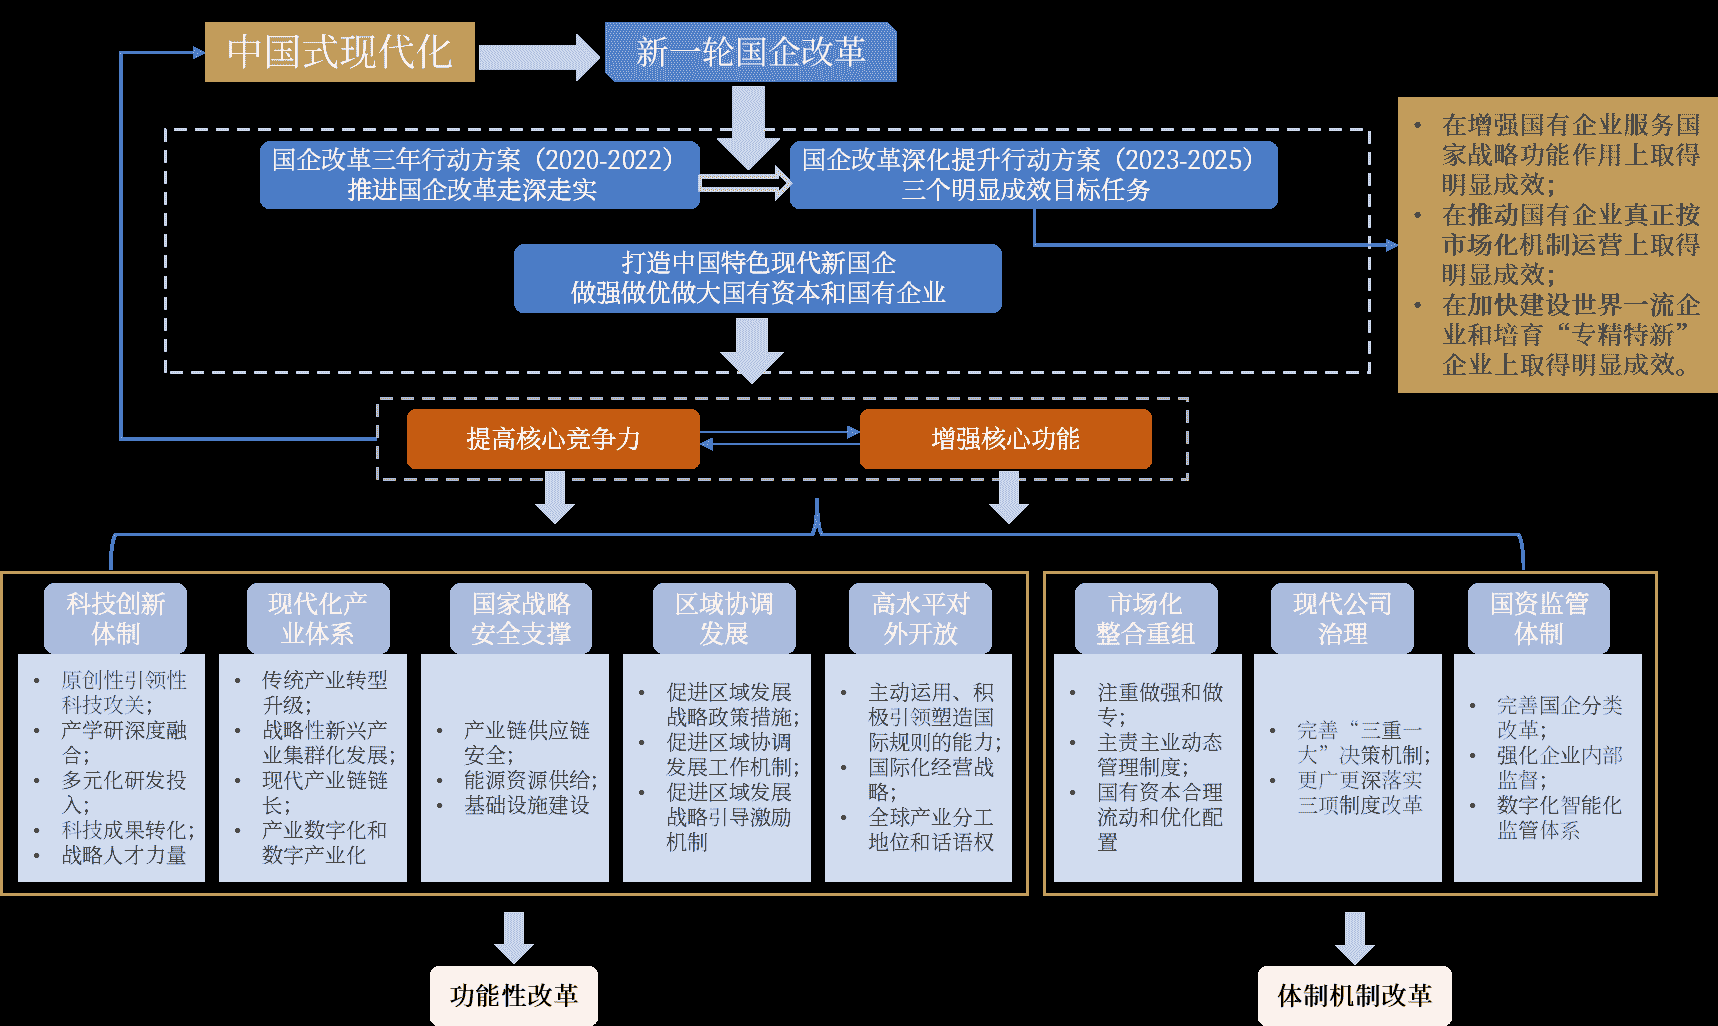 中国式现代化
新一轮国企改革
国企改革三年行动方案（2020-2022）
推进国企改革走深走实
国企改革深化提升行动方案（2023-2025）
三个明显成效目标任务
打造中国特色现代新国企
做强做优做大国有资本和国有企业
• 在增强国有企业服务国
家战略功能作用上取得
明显成效；
• 在推动国有企业真正按
市场化机制运营上取得
明显成效；
• 在加快建设世界一流企
业和培育“专精特新”
企业上取得明显成效。
提高核心竞争力
增强核心功能
科技创新
体制
• 原创性引领性
科技攻关；
• 产学研深度融
合；
• 多元化研发投
入；
• 科技成果转化；
• 战略人才力量
现代化产
业体系
• 传统产业转型
升级；
• 战略性新兴产
业集群化发展；
• 现代产业链链
长；
• 产业数字化和
数字产业化
国家战略
安全支撑
• 产业链供应链
安全；
• 能源资源供给；
• 基础设施建设
区域协调
发展
• 促进区域发展
战略政策措施；
• 促进区域协调
发展工作机制；
• 促进区域发展
战略引导激励
机制
高水平对
外开放
• 主动运用、积
极引领塑造国
际规则的能力；
• 国际化经营战
略；
• 全球产业分工
地位和话语权
市场化
整合重组
• 注重做强和做
专；
• 主责主业动态
管理制度；
• 国有资本合理
流动和优化配
置
现代公司
治理
• 完善“三重一
大”决策机制；
• 更广更深落实
三项制度改革
国资监管
体制
• 完善国企分类
改革；
• 强化企业内部
监督；
• 数字化智能化
监管体系
功能性改革
体制机制改革